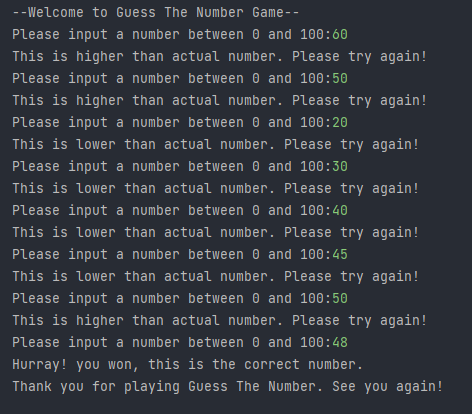 --Welcome to Guess The Number Game--
Please input a number between 0 and 100:60
This is higher than actual number. Please try again!
Please input a number between 0 and 100:50
This is higher than actual number. Please try again!
Please input a number between 0 and 100:20
This is lower than actual number. Please try again!
Please input a number between 0 and 100:30
This is lower than actual number. Please try again!
Please input a number between 0 and 100:40
This is lower than actual number. Please try again!
Please input a number between 0 and 100:45
This is lower than actual number. Please try again!
Please input a number between 0 and 100:50
This is higher than actual number. Please try again!
Please input a number between 0 and 100:48
Hurray! you won, this is the correct number.
Thank you for playing Guess The Number. See you again!